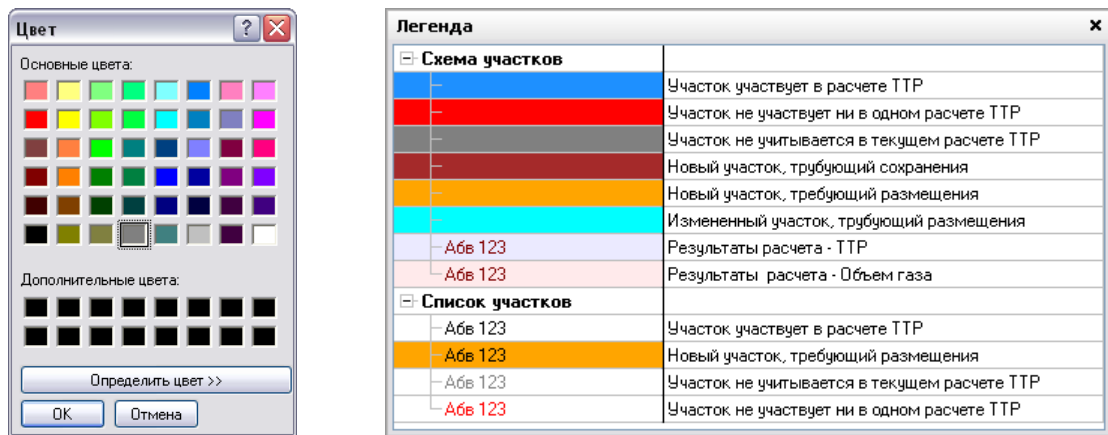 Цвет
Основные цвета:
Дополнительные цвета:
Определить цвет >>
OK
Отмена
Легенда
Схема участков
Участок участвует в расчете ТТР
Участок не участвует ни в одном расчете ТТР
Участок не учитывается в текущем расчете ТТР
Новый участок, трубующий сохранения
Новый участок, требующий размещения
Измененный участок, трубующий размещения
Абв 123 Результаты расчета - ТТР
Абв 123 Результаты расчета - Объем газа
Список участков
Абв 123 Участок участвует в расчете ТТР
Абв 123 Новый участок, требующий размещения
Абв 123 Участок не учитывается в текущем расчете ТТР
Абв 123 Участок не участвует ни в одном расчете ТТР